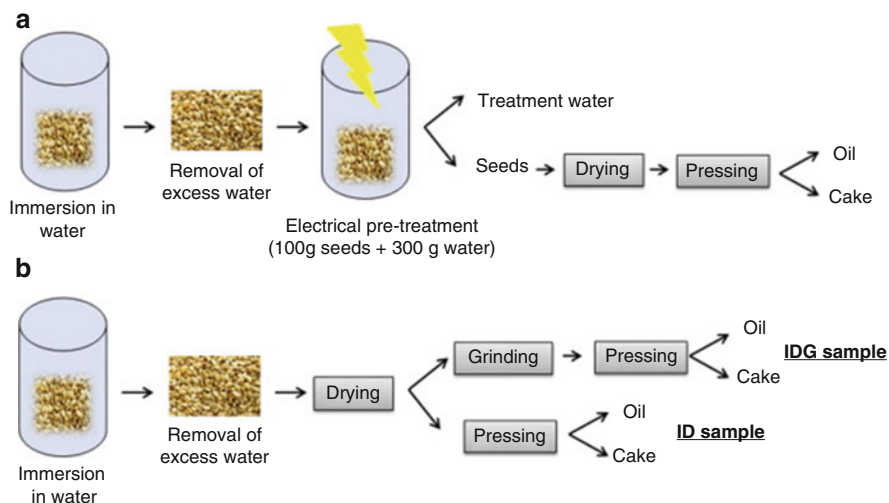 a
Immersion in
water
Removal of
excess water
Electrical pre-treatment
(100g seeds + 300 g water)
Treatment water
Seeds
Drying
Pressing
Oil
Cake
b
Immersion
in water
Removal of
excess water
Drying
Grinding
Pressing
Oil
Cake
IDG sample
Pressing
Oil
Cake
ID sample